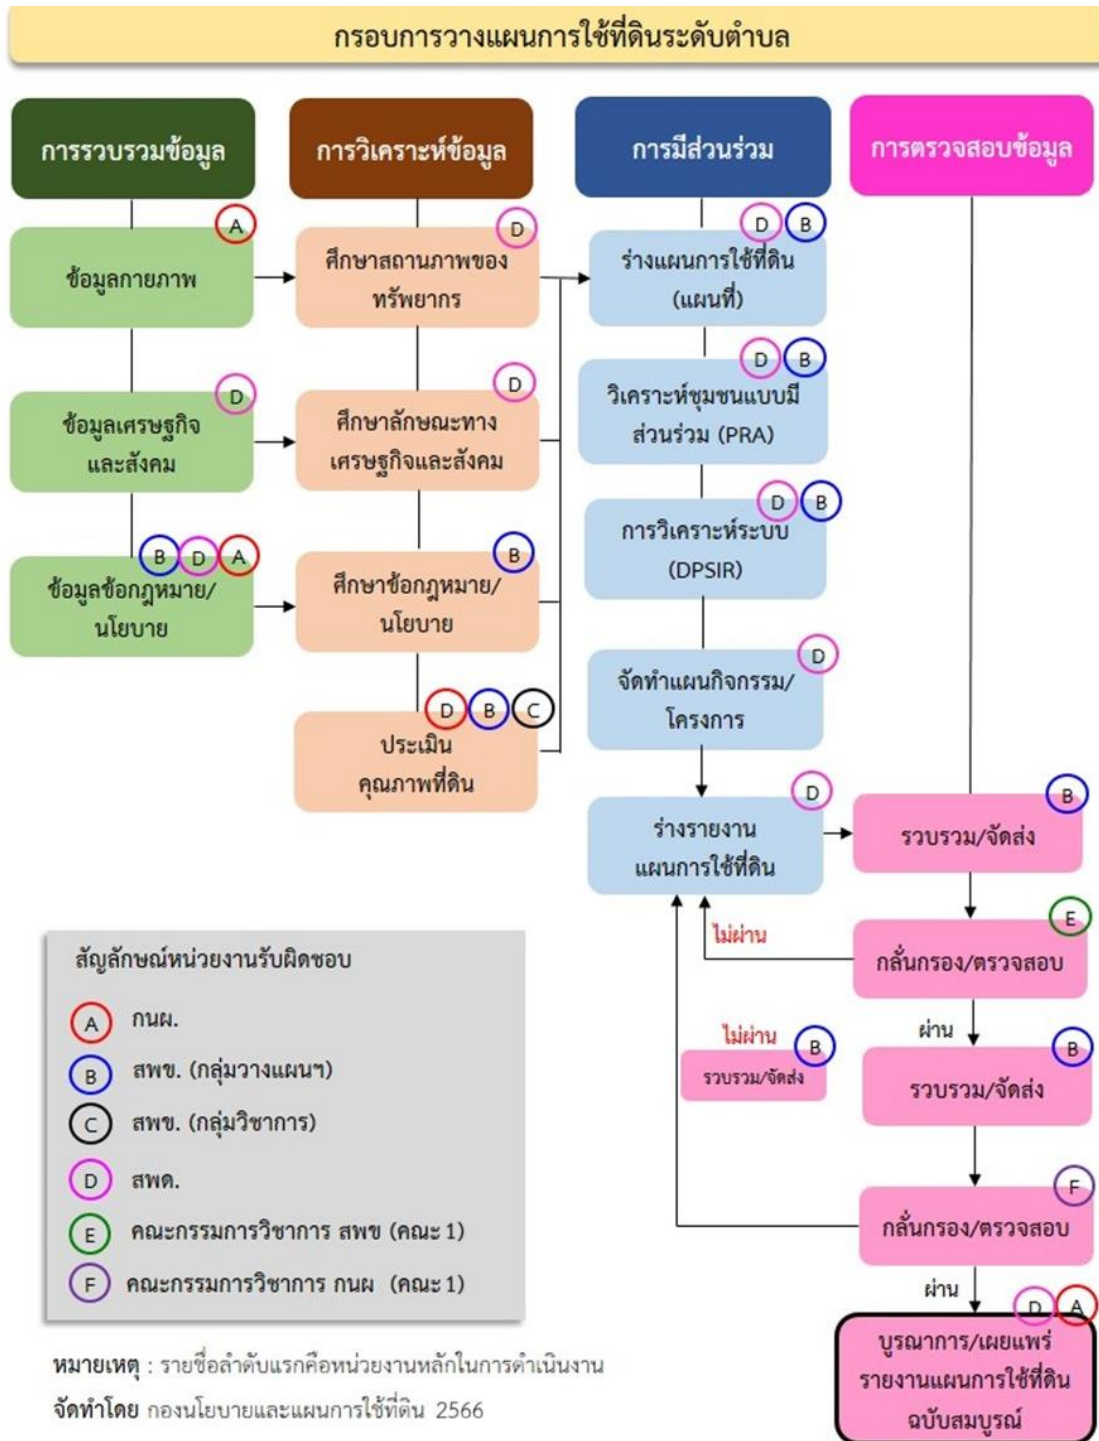 กรอบการวางแผนการใช้ที่ดินระดับตำบล
การรวบรวมข้อมูล
A
ข้อมูลกายภาพ
D
ข้อมูลเศรษฐกิจ
และสังคม
B D A
ข้อมูลข้อกฎหมาย/
นโยบาย
การวิเคราะห์ข้อมูล
D
ศึกษาสถานภาพของ
ทรัพยากร
D
ศึกษาลักษณะทาง
เศรษฐกิจและสังคม
B
ศึกษาข้อกฎหมาย/
นโยบาย
D B C
ประเมิน
คุณภาพที่ดิน
การมีส่วนร่วม
D B
ร่างแผนการใช้ที่ดิน
(แผนที่)
D B
วิเคราะห์ชุมชนแบบมี
ส่วนร่วม (PRA)
D B
การวิเคราะห์ระบบ
(DPSIR)
D
จัดทำแผนกิจกรรม/
โครงการ
D
ร่างรายงาน
แผนการใช้ที่ดิน
การตรวจสอบข้อมูล
B
รวบรวม/จัดส่ง
E
กลั่นกรอง/ตรวจสอบ
ไม่ผ่าน
ผ่าน
B
รวบรวม/จัดส่ง
ไม่ผ่าน
B
รวบรวม/จัดส่ง
F
กลั่นกรอง/ตรวจสอบ
ผ่าน
D A
บูรณาการ/เผยแพร่
รายงานแผนการใช้ที่ดิน
ฉบับสมบูรณ์
สัญลักษณ์หน่วยงานรับผิดชอบ
A กนผ.
B สพข. (กลุ่มวางแผนฯ)
C สพข. (กลุ่มวิชาการ)
D สพด.
E คณะกรรมการวิชาการ สพข (คณะ 1)
F คณะกรรมการวิชาการ กนผ (คณะ 1)
หมายเหตุ : รายชื่อลำดับแรกคือหน่วยงานหลักในการดำเนินงาน
จัดทำโดย กองนโยบายและแผนการใช้ที่ดิน 2566